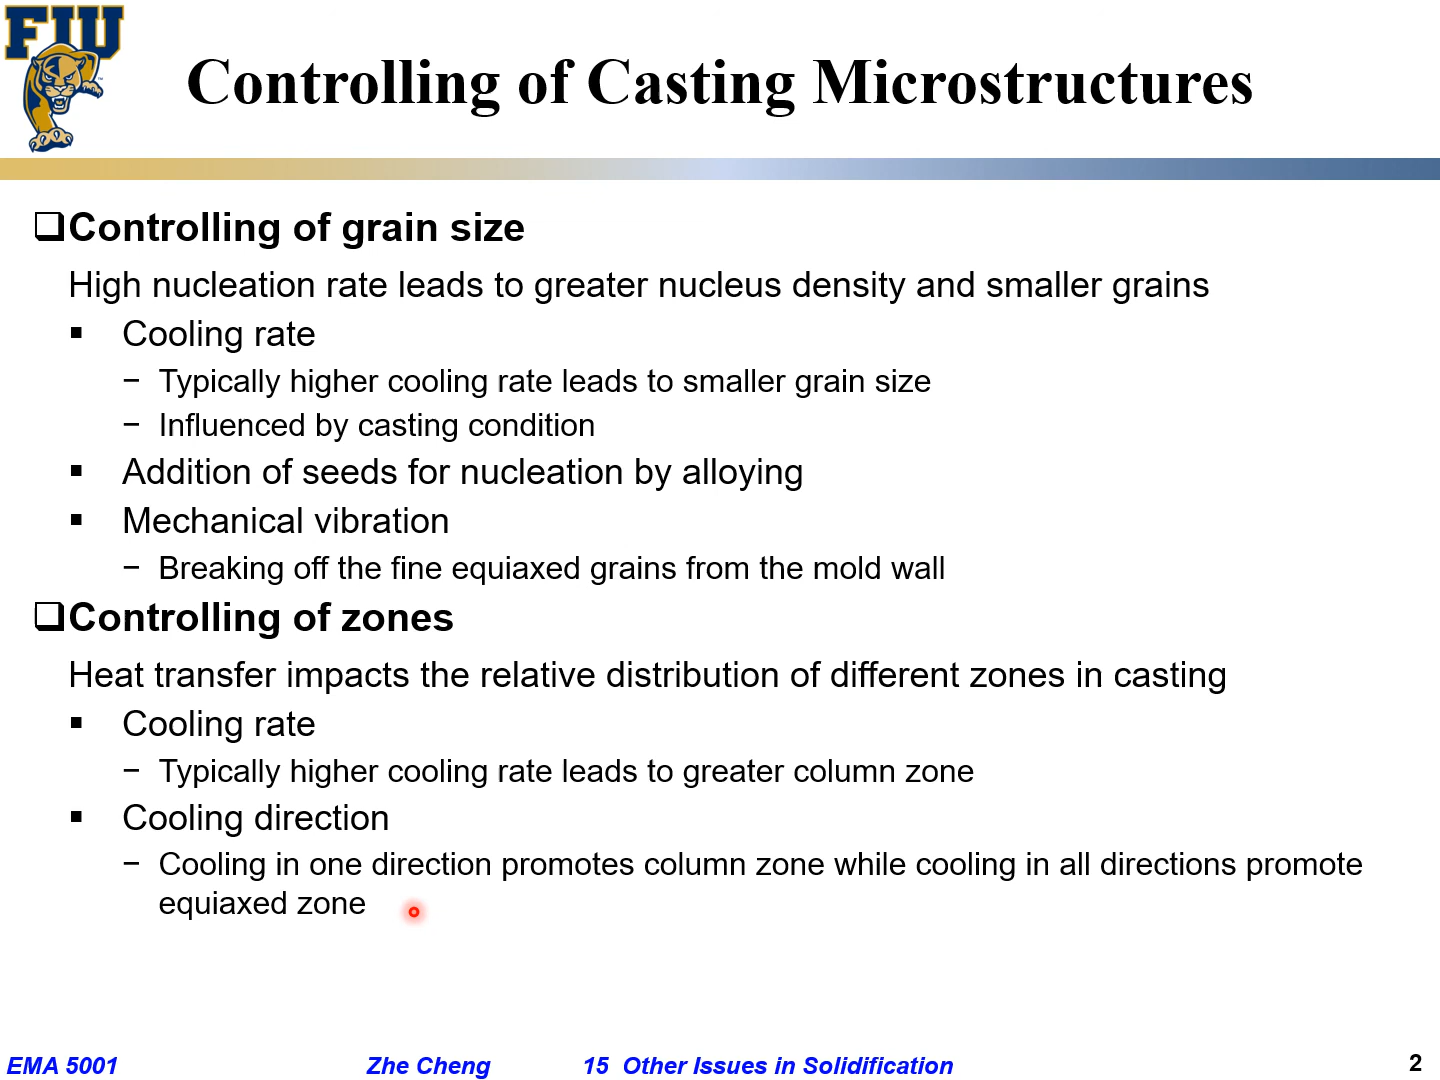 FIU
Controlling of Casting Microstructures
❑Controlling of grain size
High nucleation rate leads to greater nucleus density and smaller grains
▪ Cooling rate
− Typically higher cooling rate leads to smaller grain size
− Influenced by casting condition
▪ Addition of seeds for nucleation by alloying
▪ Mechanical vibration
− Breaking off the fine equiaxed grains from the mold wall
❑Controlling of zones
Heat transfer impacts the relative distribution of different zones in casting
▪ Cooling rate
− Typically higher cooling rate leads to greater column zone
▪ Cooling direction
− Cooling in one direction promotes column zone while cooling in all directions promote
equiaxed zone
EMA 5001 Zhe Cheng 15 Other Issues in Solidification 2